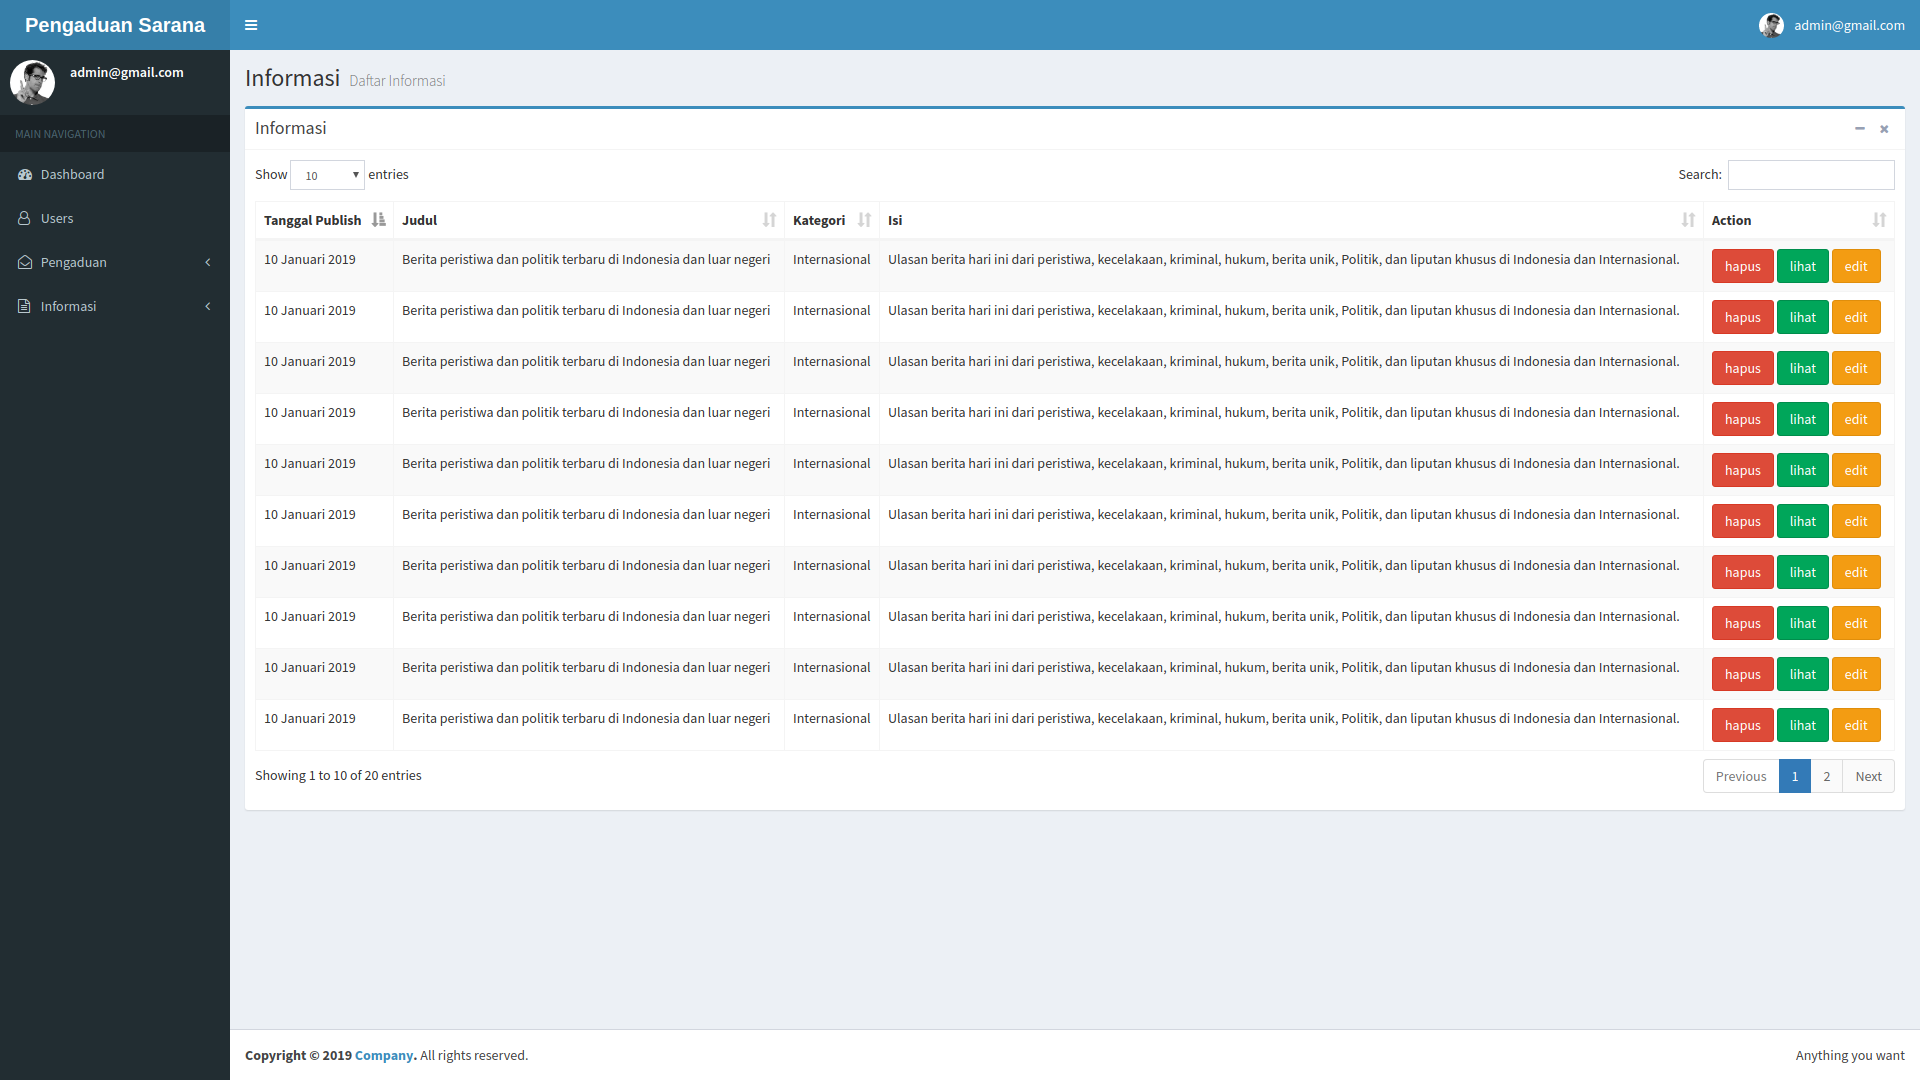 Pengaduan Sarana
admin@gmail.com
admin@gmail.com
MAIN NAVIGATION
Dashboard
Users
Pengaduan
Informasi
Informasi Daftar Informasi
Informasi
Show 10 entries Search:
Tanggal Publish Judul Kategori Isi Action
10 Januari 2019 Berita peristiwa dan politik terbaru di Indonesia dan luar negeri Internasional Ulasan berita hari ini dari peristiwa, kecelakaan, kriminal, hukum, berita unik, Politik, dan liputan khusus di Indonesia dan Internasional. hapus lihat edit
10 Januari 2019 Berita peristiwa dan politik terbaru di Indonesia dan luar negeri Internasional Ulasan berita hari ini dari peristiwa, kecelakaan, kriminal, hukum, berita unik, Politik, dan liputan khusus di Indonesia dan Internasional. hapus lihat edit
10 Januari 2019 Berita peristiwa dan politik terbaru di Indonesia dan luar negeri Internasional Ulasan berita hari ini dari peristiwa, kecelakaan, kriminal, hukum, berita unik, Politik, dan liputan khusus di Indonesia dan Internasional. hapus lihat edit
10 Januari 2019 Berita peristiwa dan politik terbaru di Indonesia dan luar negeri Internasional Ulasan berita hari ini dari peristiwa, kecelakaan, kriminal, hukum, berita unik, Politik, dan liputan khusus di Indonesia dan Internasional. hapus lihat edit
10 Januari 2019 Berita peristiwa dan politik terbaru di Indonesia dan luar negeri Internasional Ulasan berita hari ini dari peristiwa, kecelakaan, kriminal, hukum, berita unik, Politik, dan liputan khusus di Indonesia dan Internasional. hapus lihat edit
10 Januari 2019 Berita peristiwa dan politik terbaru di Indonesia dan luar negeri Internasional Ulasan berita hari ini dari peristiwa, kecelakaan, kriminal, hukum, berita unik, Politik, dan liputan khusus di Indonesia dan Internasional. hapus lihat edit
10 Januari 2019 Berita peristiwa dan politik terbaru di Indonesia dan luar negeri Internasional Ulasan berita hari ini dari peristiwa, kecelakaan, kriminal, hukum, berita unik, Politik, dan liputan khusus di Indonesia dan Internasional. hapus lihat edit
10 Januari 2019 Berita peristiwa dan politik terbaru di Indonesia dan luar negeri Internasional Ulasan berita hari ini dari peristiwa, kecelakaan, kriminal, hukum, berita unik, Politik, dan liputan khusus di Indonesia dan Internasional. hapus lihat edit
10 Januari 2019 Berita peristiwa dan politik terbaru di Indonesia dan luar negeri Internasional Ulasan berita hari ini dari peristiwa, kecelakaan, kriminal, hukum, berita unik, Politik, dan liputan khusus di Indonesia dan Internasional. hapus lihat edit
10 Januari 2019 Berita peristiwa dan politik terbaru di Indonesia dan luar negeri Internasional Ulasan berita hari ini dari peristiwa, kecelakaan, kriminal, hukum, berita unik, Politik, dan liputan khusus di Indonesia dan Internasional. hapus lihat edit
Showing 1 to 10 of 20 entries Previous 1 2 Next
Copyright © 2019 Company. All rights reserved. Anything you want